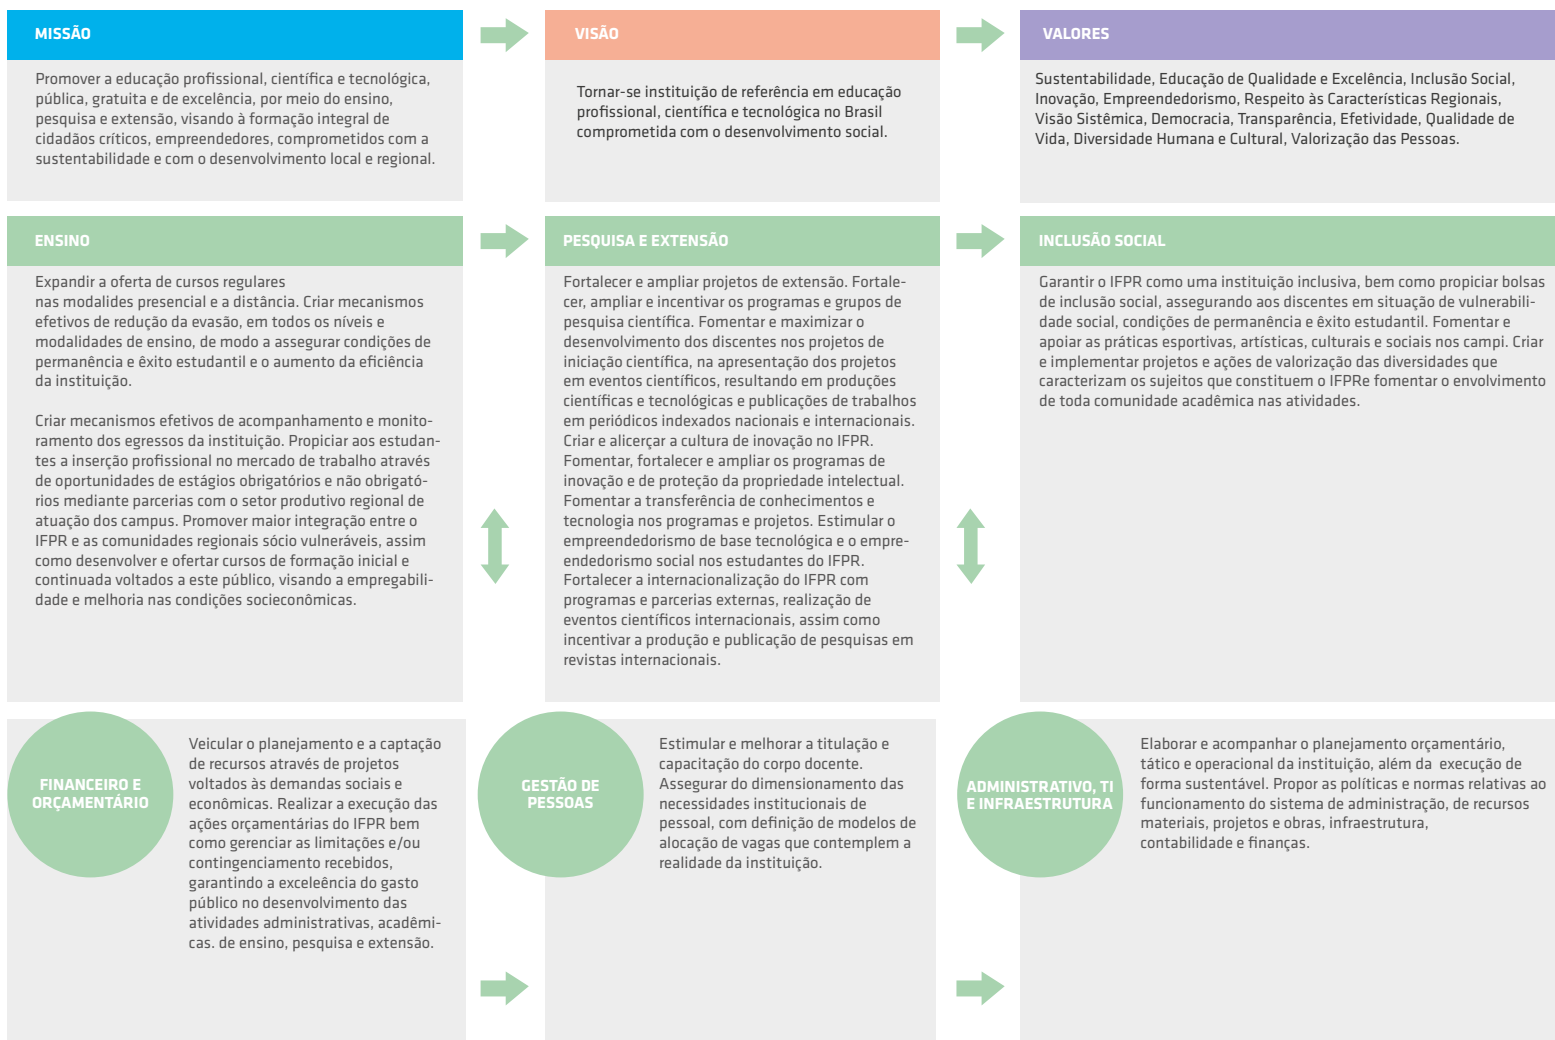 MISSÃO
Promover a educação profissional, científica e tecnológica,
pública, gratuita e de excelência, por meio do ensino,
pesquisa e extensão, visando à formação integral de
cidadãos críticos, empreendedores, comprometidos com a
sustentabilidade e com o desenvolvimento local e regional.
VISÃO
Tornar-se instituição de referência em educação
profissional, científica e tecnológica no Brasil
comprometida com o desenvolvimento social.
VALORES
Sustentabilidade, Educação de Qualidade e Excelência, Inclusão Social,
Inovação, Empreendedorismo, Respeito às Características Regionais,
Visão Sistêmica, Democracia, Transparência, Efetividade, Qualidade de
Vida, Diversidade Humana e Cultural, Valorização das Pessoas.
ENSINO
Expandir a oferta de cursos regulares
nas modalides presencial e a distância. Criar mecanismos
efetivos de redução da evasão, em todos os níveis e
modalidades de ensino, de modo a assegurar condições de
permanência e êxito estudantil e o aumento da eficiência
da instituição.
Criar mecanismos efetivos de acompanhamento e monito-
ramento dos egressos da instituição. Propiciar aos estudan-
tes a inserção profissional no mercado de trabalho através
de oportunidades de estágios obrigatórios e não obrigató-
rios mediante parcerias com o setor produtivo regional de
atuação dos campus. Promover maior integração entre o
IFPR e as comunidades regionais sócio vulneráveis, assim
como desenvolver e ofertar cursos de formação inicial e
continuada voltados a este público, visando a empregabili-
dade e melhoria nas condições socieconômicas.
PESQUISA E EXTENSÃO
Fortalecer e ampliar projetos de extensão. Fortale-
cer, ampliar e incentivar os programas e grupos de
pesquisa científica. Fomentar e maximizar o
desenvolvimento dos discentes nos projetos de
iniciação científica, na apresentação dos projetos
em eventos científicos, resultando em produções
científicas e tecnológicas e publicações de trabalhos
em periódicos indexados nacionais e internacionais.
Criar e alicerçar a cultura de inovação no IFPR.
Fomentar, fortalecer e ampliar os programas de
inovação e de proteção da propriedade intelectual.
Fomentar a transferência de conhecimentos e
tecnologia nos programas e projetos. Estimular o
empreendedorismo de base tecnológica e o empre-
endedorismo social nos estudantes do IFPR.
Fortalecer a internacionalização do IFPR com
programas e parcerias externas, realização de
eventos científicos internacionais, assim como
incentivar a produção e publicação de pesquisas em
revistas internacionais.
INCLUSÃO SOCIAL
Garantir o IFPR como uma instituição inclusiva, bem como propiciar bolsas
de inclusão social, assegurando aos discentes em situação de vulnerabili-
dade social, condições de permanência e êxito estudantil. Fomentar e
apoiar as práticas esportivas, artísticas, culturais e sociais nos campi. Criar
e implementar projetos e ações de valorização das diversidades que
caracterizam os sujeitos que constituem o IFPRe fomentar o envolvimento
de toda comunidade acadêmica nas atividades.
FINANCEIRO E
ORÇAMENTÁRIO
Veicular o planejamento e a captação
de recursos através de projetos
voltados às demandas sociais e
econômicas. Realizar a execução das
ações orçamentárias do IFPR bem
como gerenciar as limitações e/ou
contingenciamento recebidos,
garantindo a exceleência do gasto
público no desenvolvimento das
atividades administrativas, acadêmi-
cas. de ensino, pesquisa e extensão.
GESTÃO DE
PESSOAS
Estimular e melhorar a titulação e
capacitação do corpo docente.
Assegurar do dimensionamento das
necessidades institucionais de
pessoal, com definição de modelos de
alocação de vagas que contemplem a
realidade da instituição.
ADMINISTRATIVO, TI
E INFRAESTRUTURA
Elaborar e acompanhar o planejamento orçamentário,
tático e operacional da instituição, além da execução de
forma sustentável. Propor as políticas e normas relativas ao
funcionamento do sistema de administração, de recursos
materiais, projetos e obras, infraestrutura,
contabilidade e finanças.